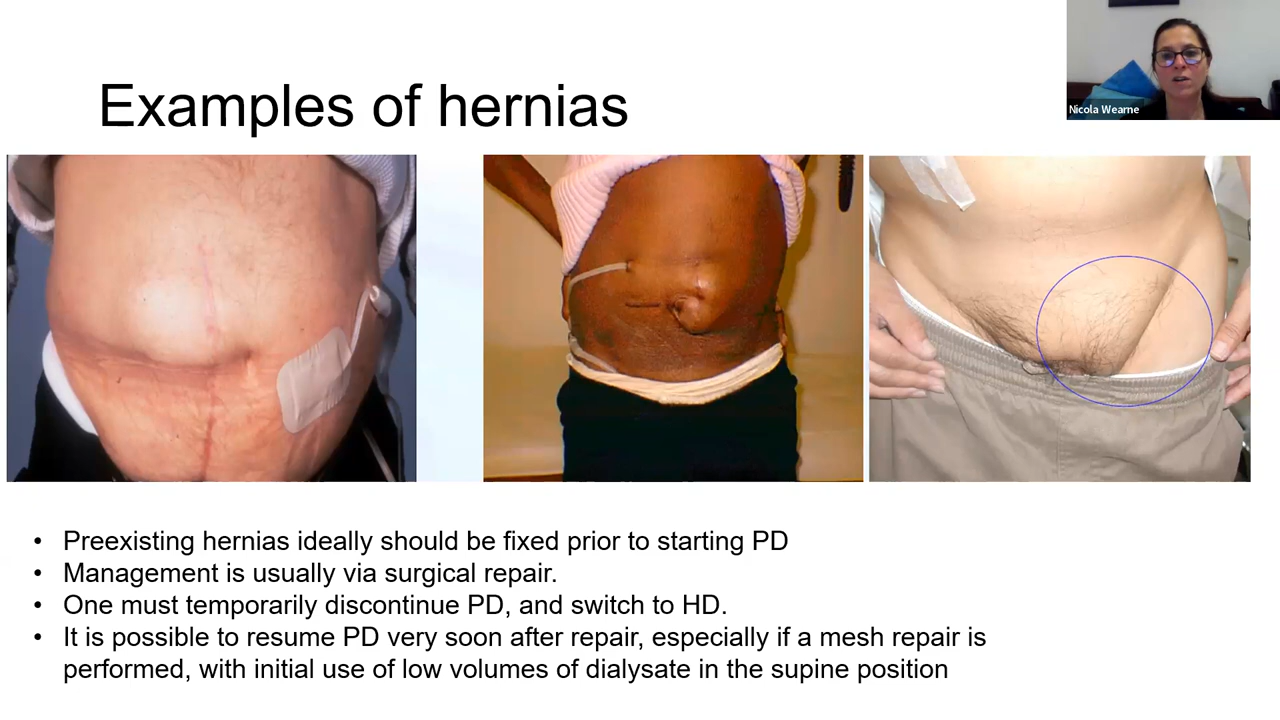 Nicola Wearne
Examples of hernias
• Preexisting hernias ideally should be fixed prior to starting PD
• Management is usually via surgical repair.
• One must temporarily discontinue PD, and switch to HD.
• It is possible to resume PD very soon after repair, especially if a mesh repair is
performed, with initial use of low volumes of dialysate in the supine position